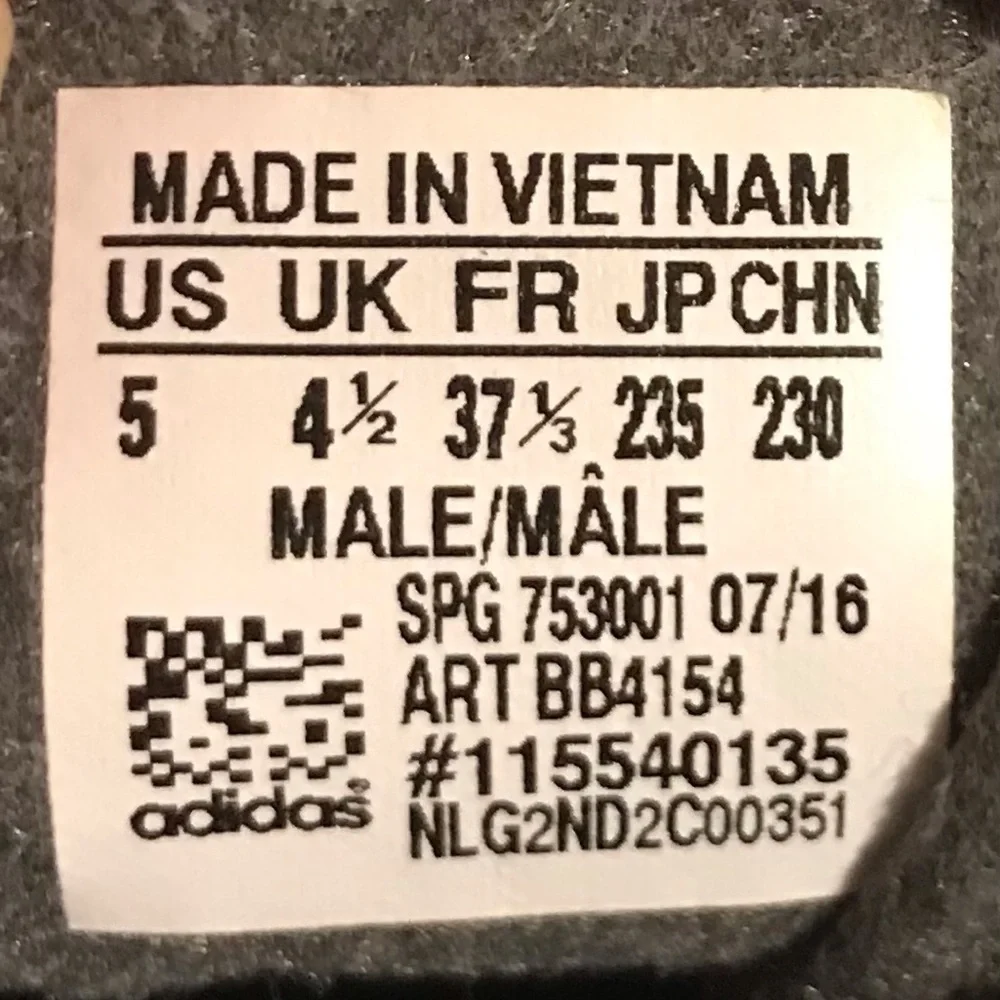 MADE IN VIETNAM
US UK FR JP CHN
5 4½ 37⅓ 235 230
MALE/MÂLE
SPG 753001 07/16
ART BB4154
#115540135
adidas®
NLG2ND2C00351